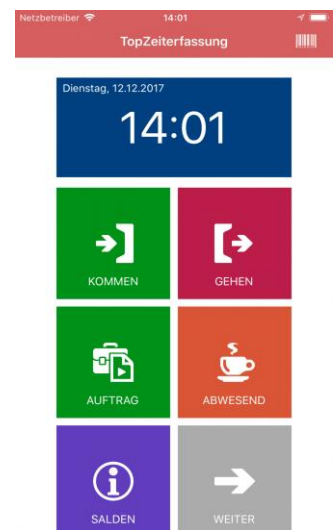 Netzbetreiber 14:01
TopZeiterfassung
Dienstag, 12.12.2017
14:01
KOMMEN GEHEN
AUFTRAG ABWESEND
SALDEN WEITER